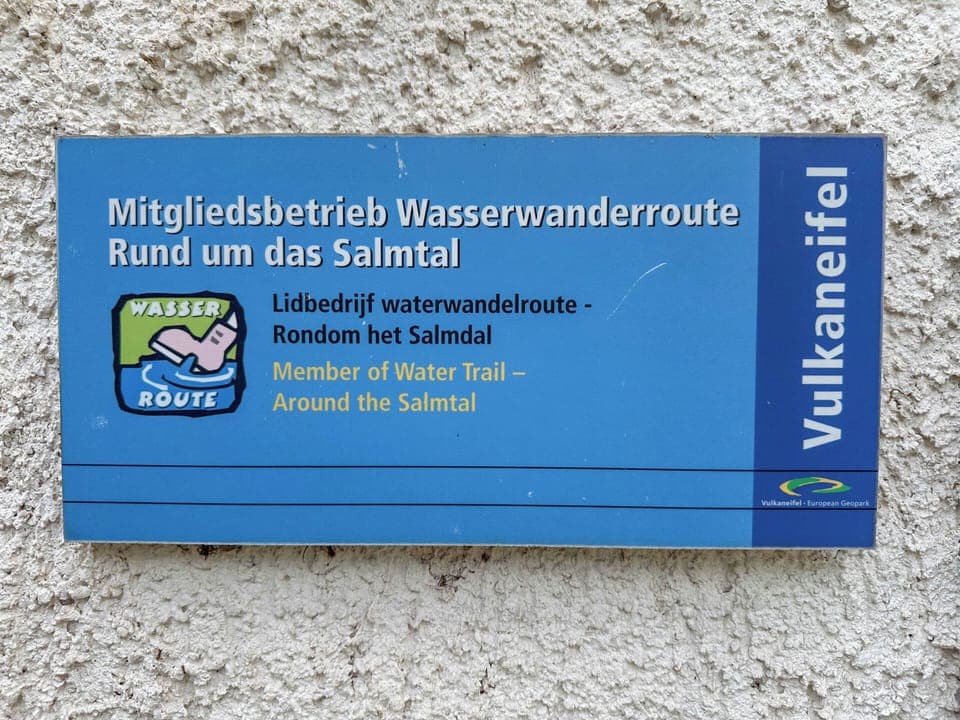 Mitgliedsbetrieb Wasserwanderroute
Rund um das Salmtal
WASSER
ROUTE
Lidbedrijf waterwandelroute -
Rondom het Salmdal
Member of Water Trail –
Around the Salmtal
Vulkaneifel
Vulkaneifel - European Geopark